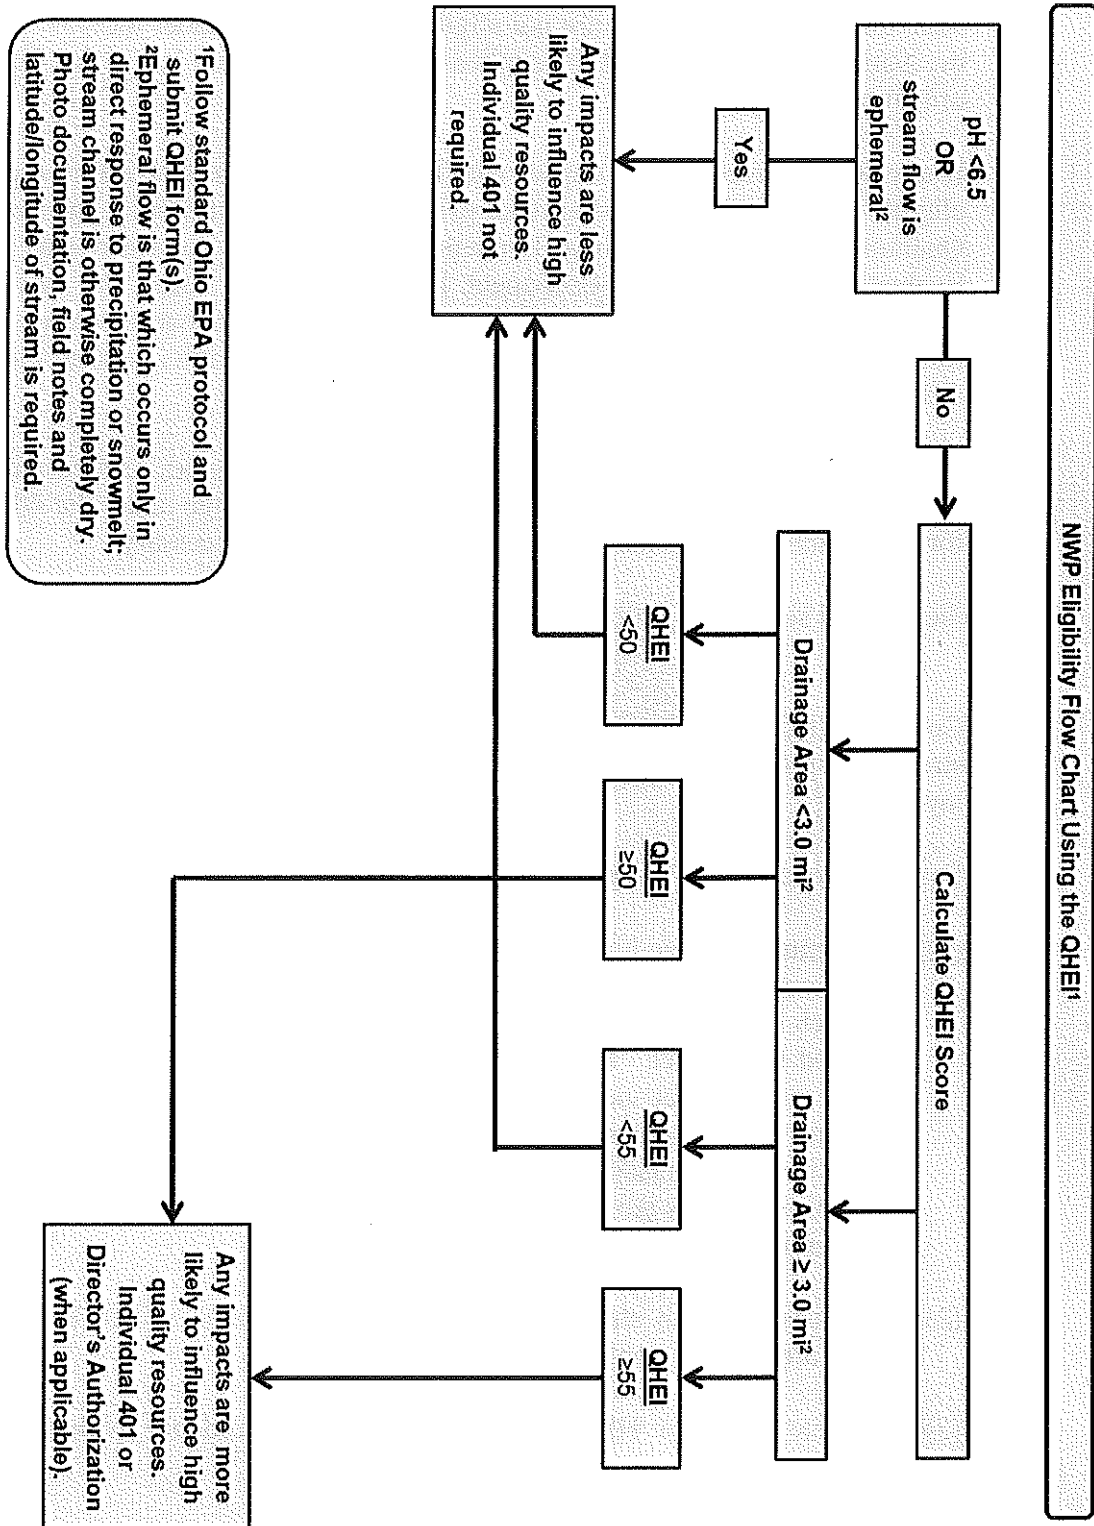 NWP Eligibility Flow Chart Using the QHEI¹
pH <6.5
OR
stream flow is
ephemeral²
No
Yes
Calculate QHEI Score
Drainage Area <3.0 mi²
Drainage Area ≥ 3.0 mi²
QHEI
<50
QHEI
≥50
QHEI
<55
QHEI
≥55
Any impacts are less
likely to influence high
quality resources.
Individual 401 not
required.
Any impacts are more
likely to influence high
quality resources.
Individual 401 or
Director's Authorization
(when applicable).
¹Follow standard Ohio EPA protocol and
submit QHEI form(s).
²Ephemeral flow is that which occurs only in
direct response to precipitation or snowmelt;
stream channel is otherwise completely dry.
Photo documentation, field notes and
latitude/longitude of stream is required.